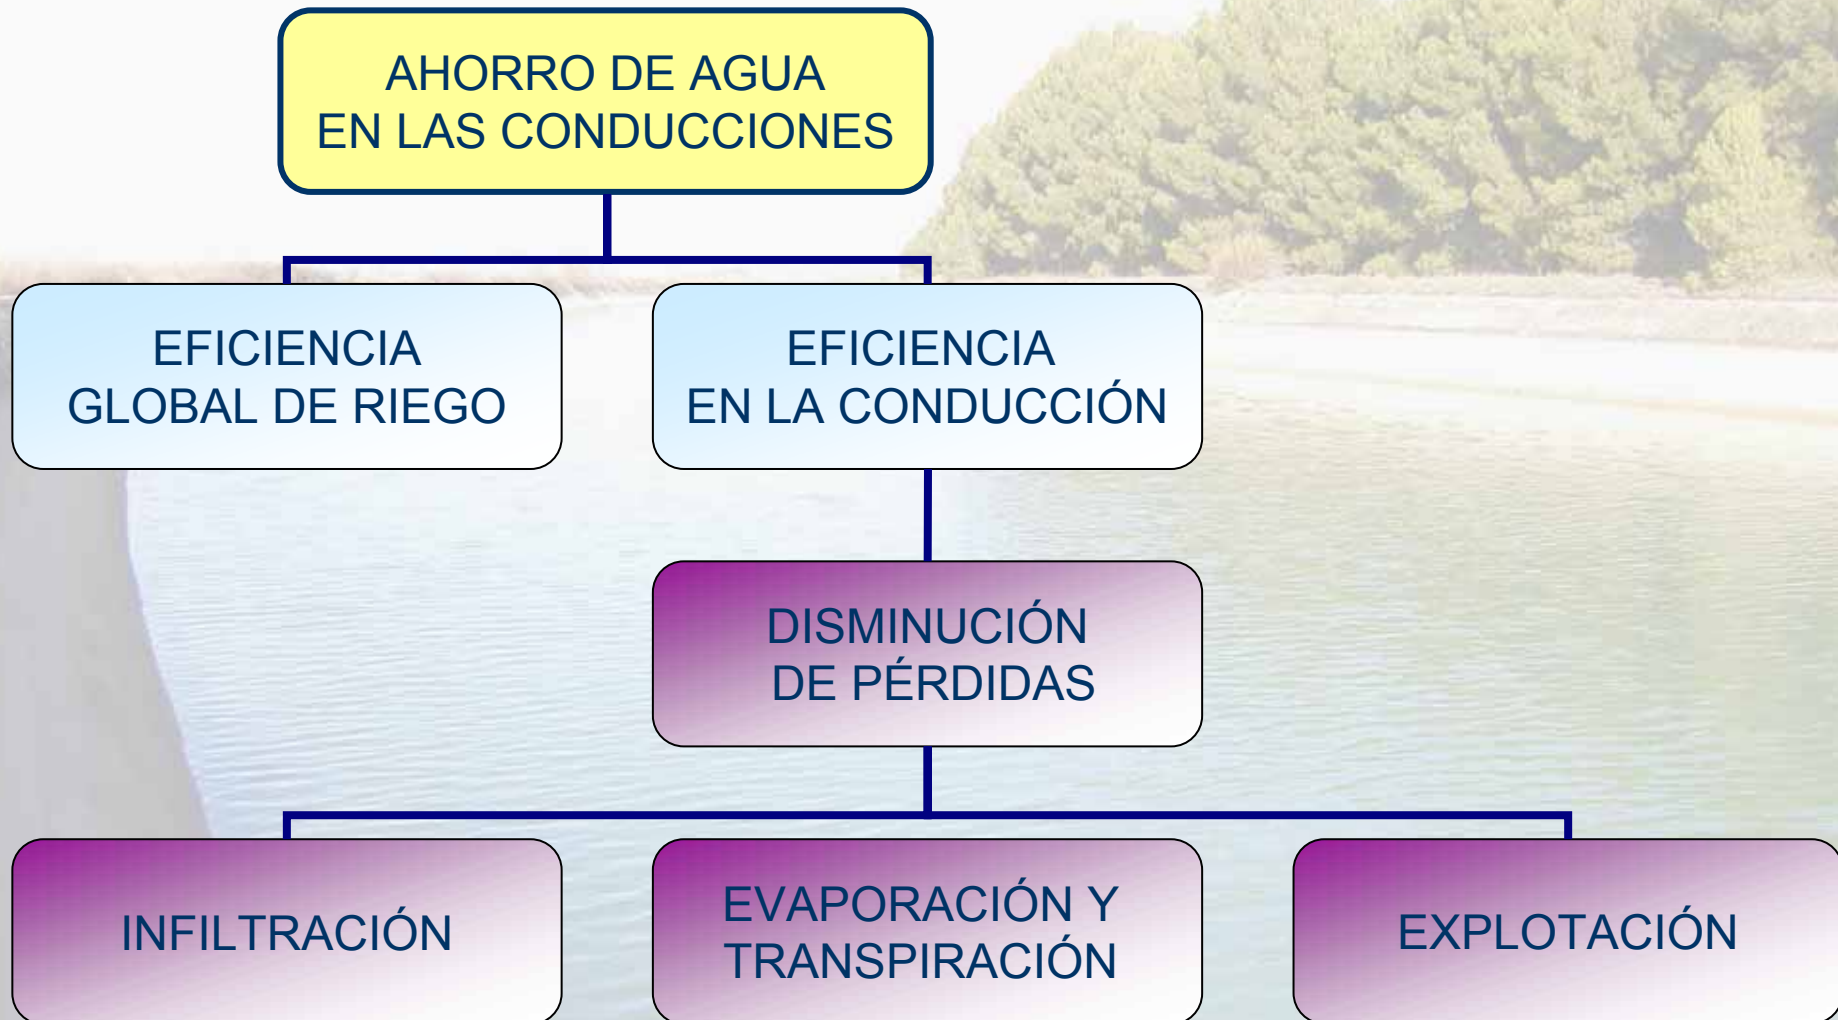 AHORRO DE AGUA
EN LAS CONDUCCIONES
EFICIENCIA
GLOBAL DE RIEGO
EFICIENCIA
EN LA CONDUCCIÓN
DISMINUCIÓN
DE PÉRDIDAS
INFILTRACIÓN
EVAPORACIÓN Y
TRANSPIRACIÓN
EXPLOTACIÓN